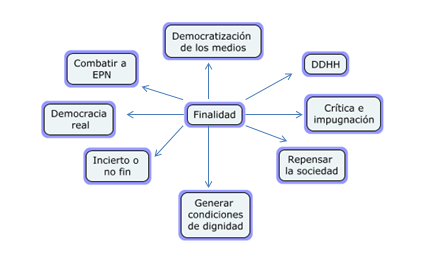 Democratización
de los medios
Combatir a
EPN
DDHH
Democracia
real
Finalidad
Crítica e
impugnación
Incierto o
no fin
Repensar
la sociedad
Generar
condiciones
de dignidad